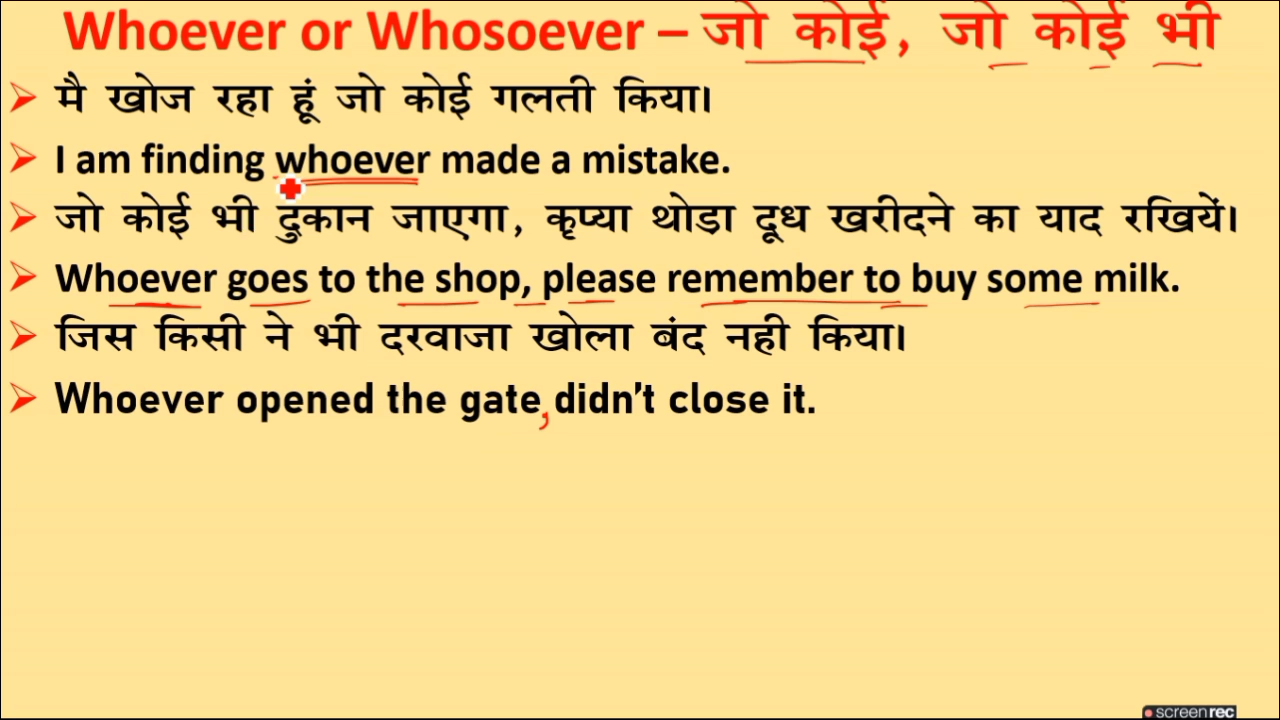 Whoever or Whosoever – जो कोई, जो कोई भी
मै खोज रहा हूं जो कोई गलती किया।
I am finding whoever made a mistake.
जो कोई भी दुकान जाएगा, कृप्या थोडा दूध खरीदने का याद रखियें।
Whoever goes to the shop, please remember to buy some milk.
जिस किसी ने भी दरवाजा खोला बंद नही किया।
Whoever opened the gate, didn't close it.
screenrec